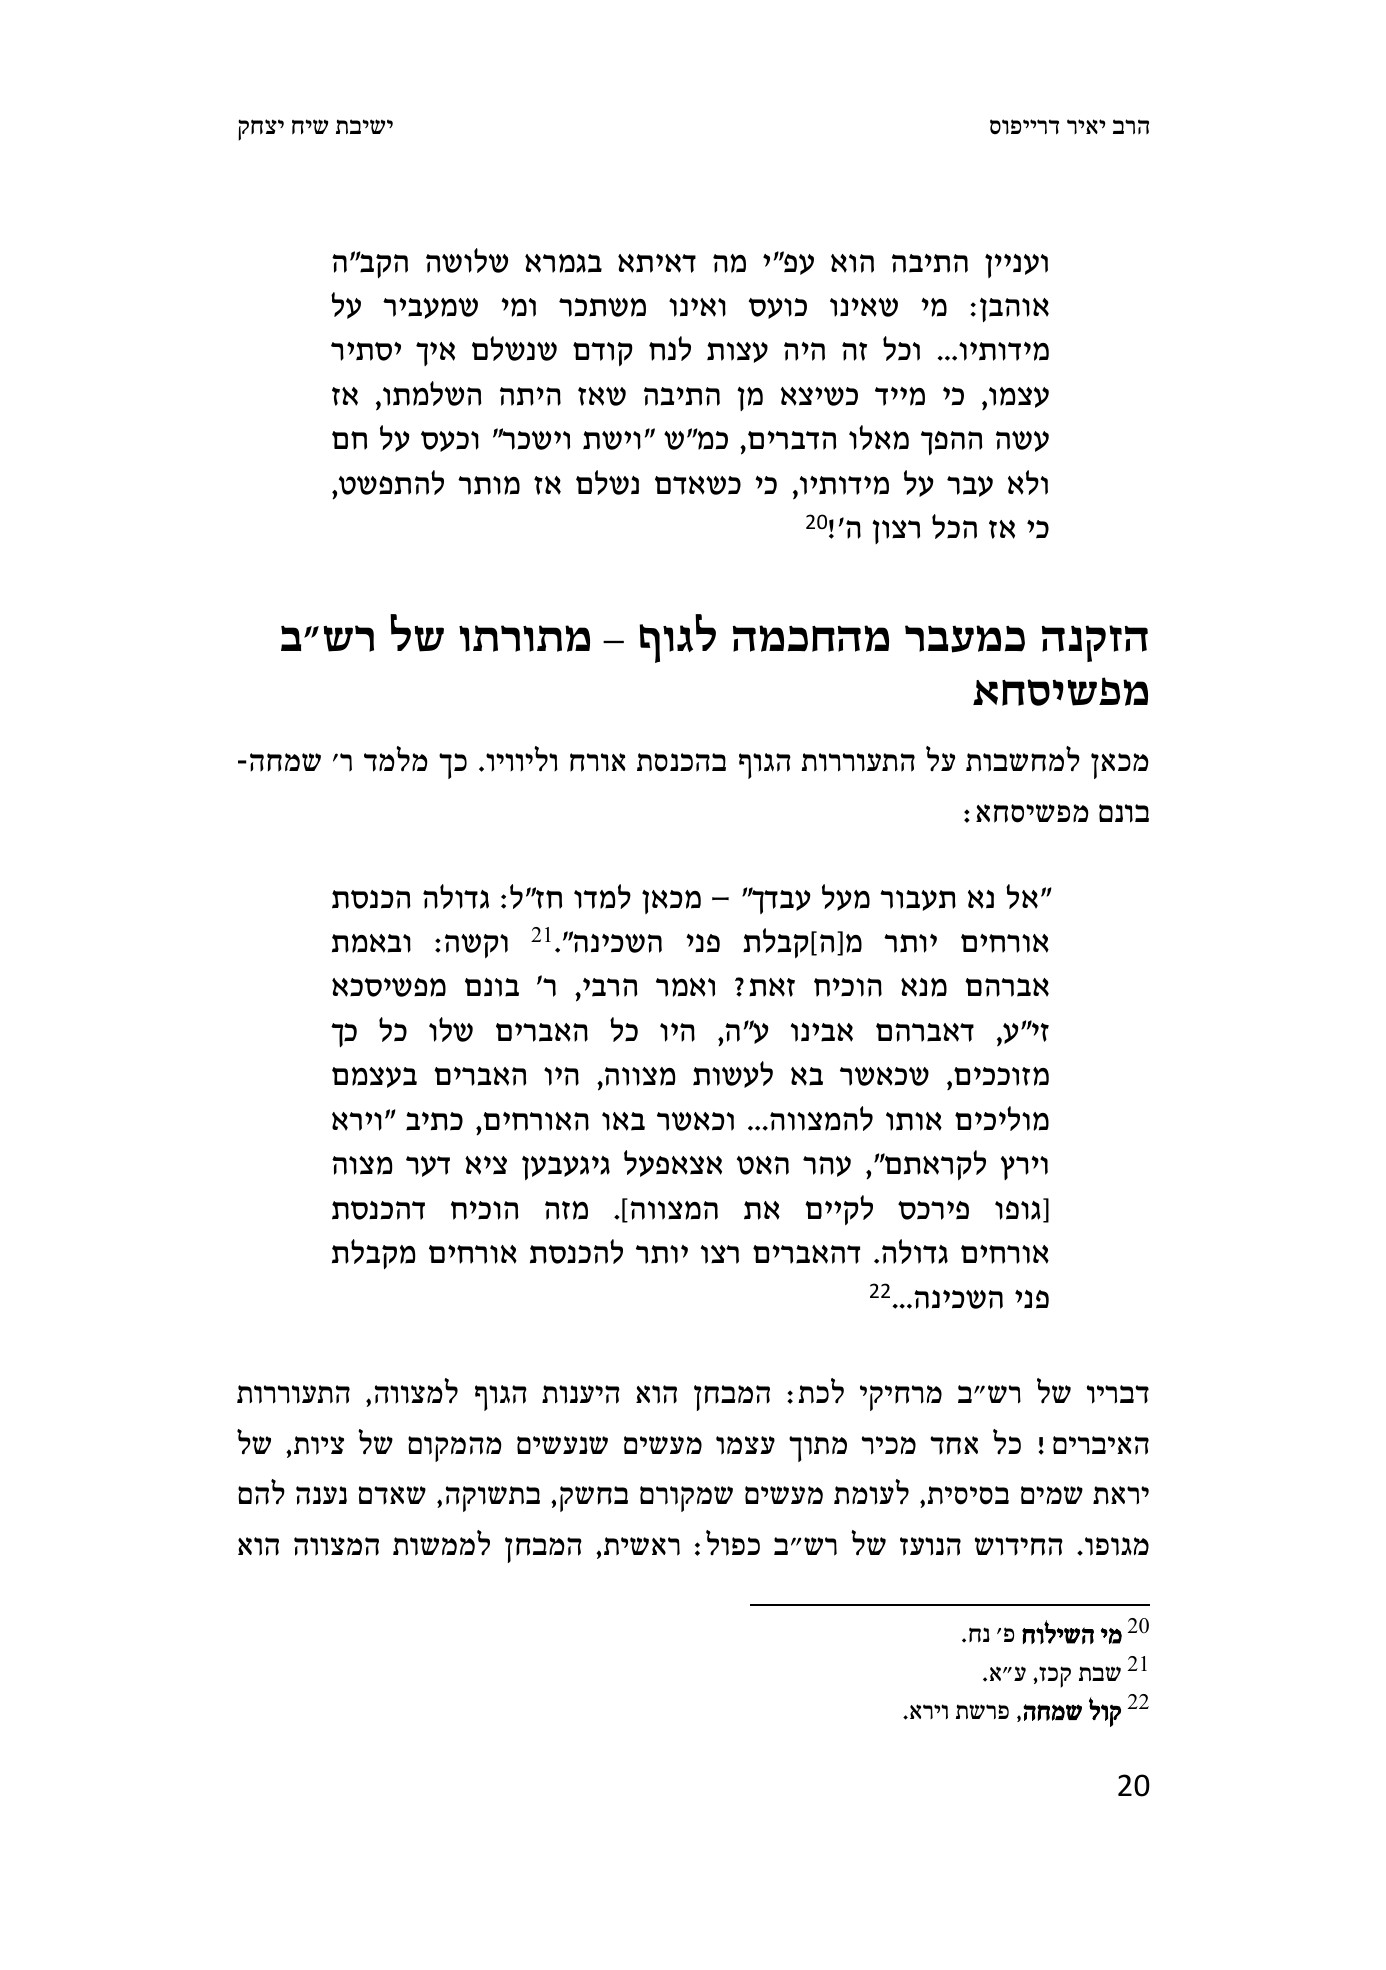 הרב יאיר דרייפוס ישיבת שיח יצחק
ועניין התיבה הוא עפ"י מה דאיתא בגמרא שלושה הקב"ה
אוהבן: מי שאינו כועס ואינו משתכר ומי שמעביר על
מידותיו... וכל זה היה עצות לנח קודם שנשלם איך יסתיר
עצמו, כי מייד כשיצא מן התיבה שאז היתה השלמתו, אז
עשה ההפך מאלו הדברים, כמ"ש "וישת וישכר" וכעס על חם
ולא עבר על מידותיו, כי כשאדם נשלם אז מותר להתפשט,
כי אז הכל רצון ה'!20
הזקנה כמעבר מהחכמה לגוף – מתורתו של רש"ב
מפשיסחא
מכאן למחשבות על התעוררות הגוף בהכנסת אורח וליוויו. כך מלמד ר' שמחה-
בונם מפשיסחא:
"אל נא תעבור מעל עבדך" – מכאן למדו חז"ל: גדולה הכנסת
אורחים יותר מ[ה]קבלת פני השכינה".21 וקשה: ובאמת
אברהם מנא הוכיח זאת? ואמר הרבי, ר' בונם מפשיסכא
זי"ע, דאברהם אבינו ע"ה, היו כל האברים שלו כל כך
מזוככים, שכאשר בא לעשות מצווה, היו האברים בעצמם
מוליכים אותו להמצווה... וכאשר באו האורחים, כתיב "וירא
וירץ לקראתם", עהר האט אצאפעל גיגעבען ציא דער מצוה
[גופו פירכס לקיים את המצווה]. מזה הוכיח דהכנסת
אורחים גדולה. דהאברים רצו יותר להכנסת אורחים מקבלת
פני השכינה...22
דבריו של רש"ב מרחיקי לכת: המבחן הוא היענות הגוף למצווה, התעוררות
האיברים! כל אחד מכיר מתוך עצמו מעשים שנעשים מהמקום של ציות, של
יראת שמים בסיסית, לעומת מעשים שמקורם בחשק, בתשוקה, שאדם נענה להם
מגופו. החידוש הנועז של רש"ב כפול: ראשית, המבחן לממשות המצווה הוא
20 מי השילוח פ' נח.
21 שבת קכז, ע"א.
22 קול שמחה, פרשת וירא.
20